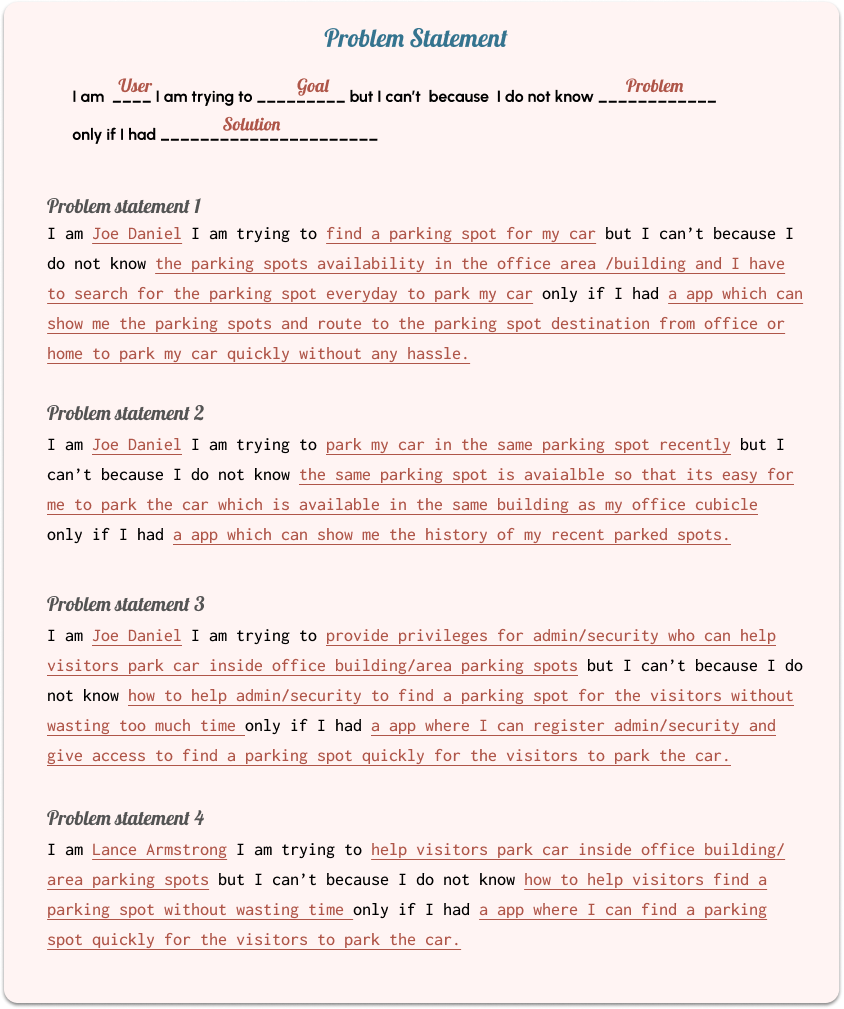 Problem Statement
User Goal Problem
I am ____ I am trying to _________ but I can't because I do not know ____________
Solution
only if I had ______________________
Problem statement 1
I am Joe Daniel I am trying to find a parking spot for my car but I can't because I
do not know the parking spots availability in the office area /building and I have
to search for the parking spot everyday to park my car only if I had a app which can
show me the parking spots and route to the parking spot destination from office or
home to park my car quickly without any hassle.
Problem statement 2
I am Joe Daniel I am trying to park my car in the same parking spot recently but I
can't because I do not know the same parking spot is avaialble so that its easy for
me to park the car which is available in the same building as my office cubicle
only if I had a app which can show me the history of my recent parked spots.
Problem statement 3
I am Joe Daniel I am trying to provide privileges for admin/security who can help
visitors park car inside office building/area parking spots but I can't because I do
not know how to help admin/security to find a parking spot for the visitors without
wasting too much time only if I had a app where I can register admin/security and
give access to find a parking spot quickly for the visitors to park the car.
Problem statement 4
I am Lance Armstrong I am trying to help visitors park car inside office building/
area parking spots but I can't because I do not know how to help visitors find a
parking spot without wasting time only if I had a app where I can find a parking
spot quickly for the visitors to park the car.